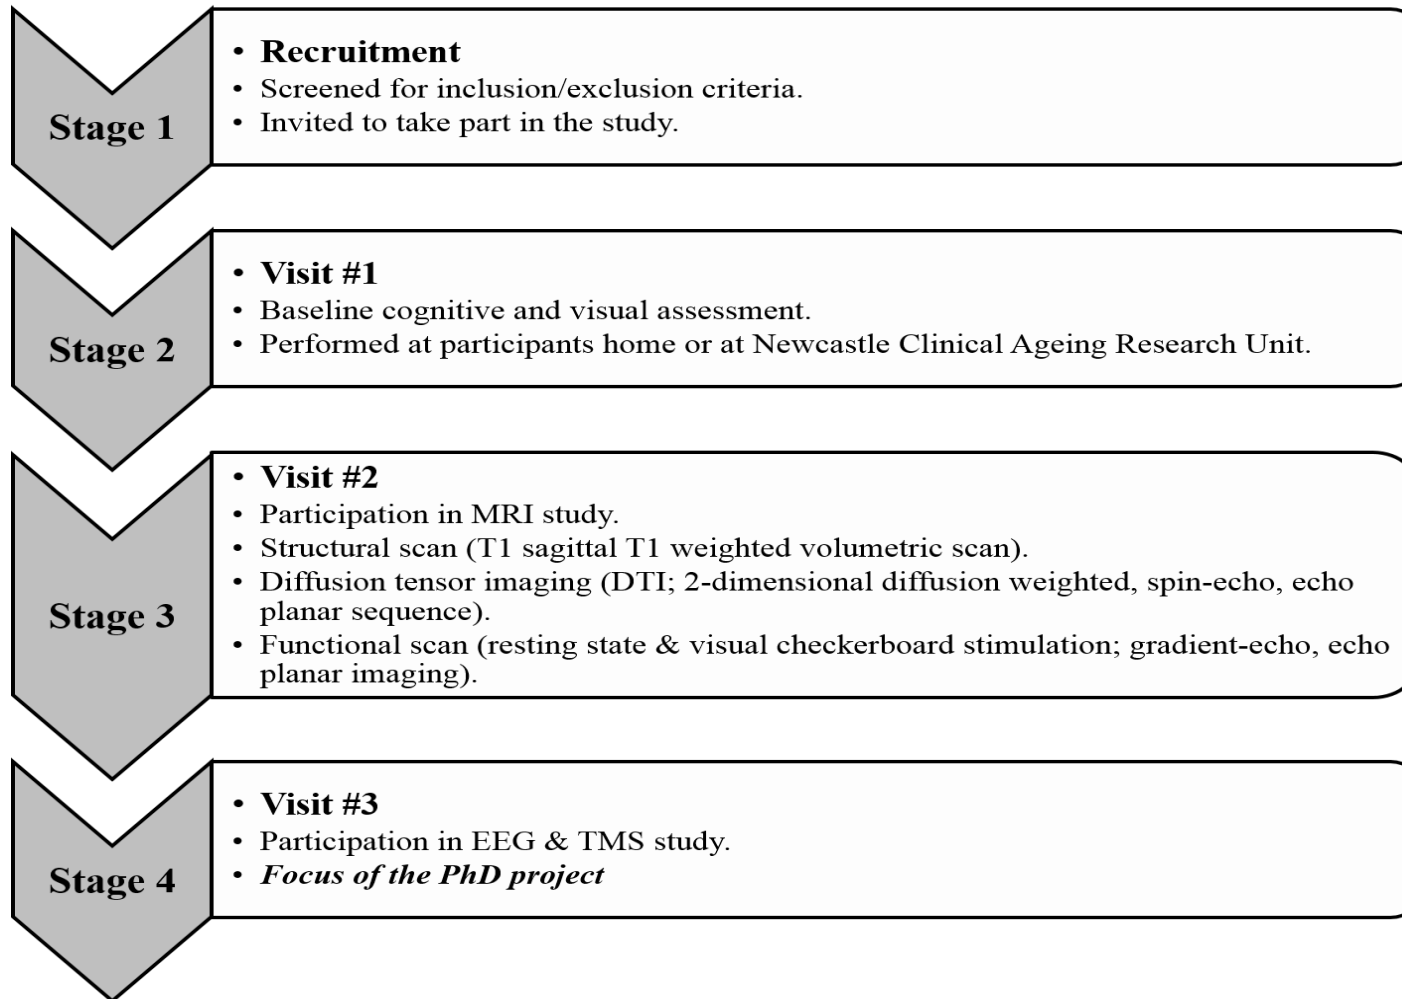 Stage 1
• Recruitment
• Screened for inclusion/exclusion criteria.
• Invited to take part in the study.
Stage 2
• Visit #1
• Baseline cognitive and visual assessment.
• Performed at participants home or at Newcastle Clinical Ageing Research Unit.
Stage 3
• Visit #2
• Participation in MRI study.
• Structural scan (T1 sagittal T1 weighted volumetric scan).
• Diffusion tensor imaging (DTI; 2-dimensional diffusion weighted, spin-echo, echo
planar sequence).
• Functional scan (resting state & visual checkerboard stimulation; gradient-echo, echo
planar imaging).
Stage 4
• Visit #3
• Participation in EEG & TMS study.
• Focus of the PhD project